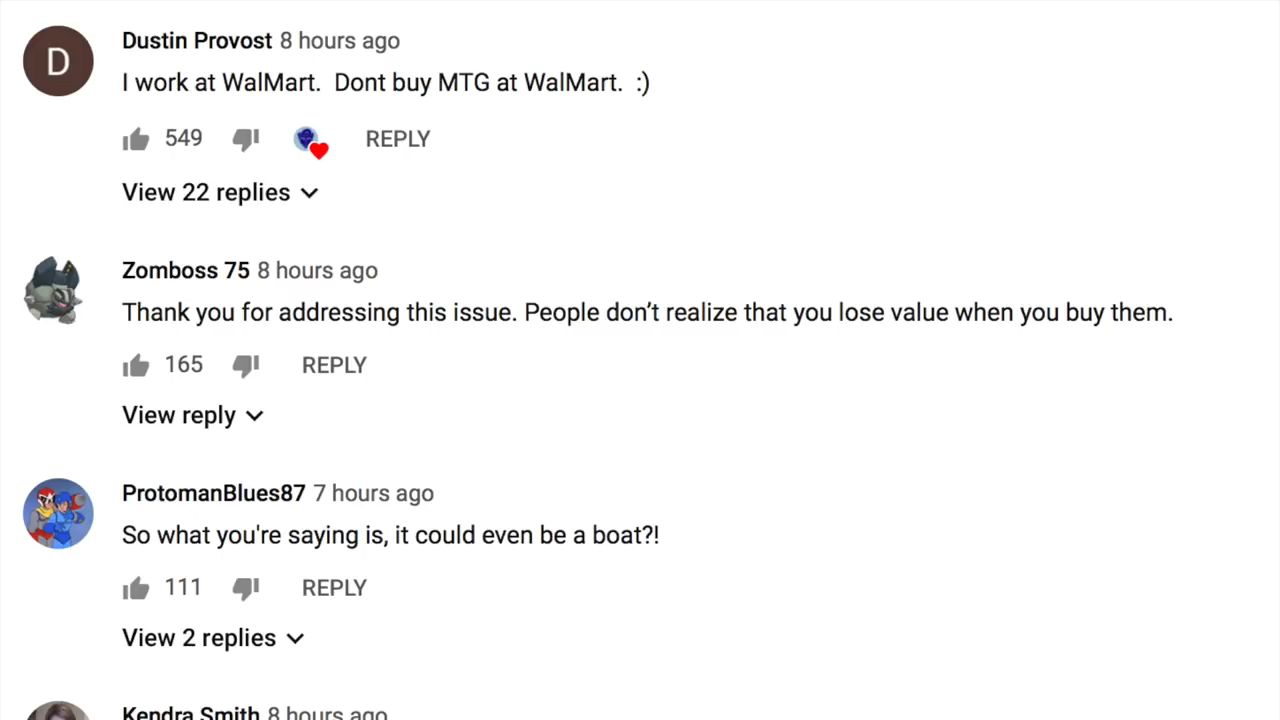 D
Dustin Provost 8 hours ago
I work at WalMart.  Dont buy MTG at WalMart.  :)
549 REPLY
View 22 replies
Zomboss 75 8 hours ago
Thank you for addressing this issue. People don’t realize that you lose value when you buy them.
165 REPLY
View reply
ProtomanBlues87 7 hours ago
So what you're saying is, it could even be a boat?!
111 REPLY
View 2 replies
Kendra Smith 8 hours ago